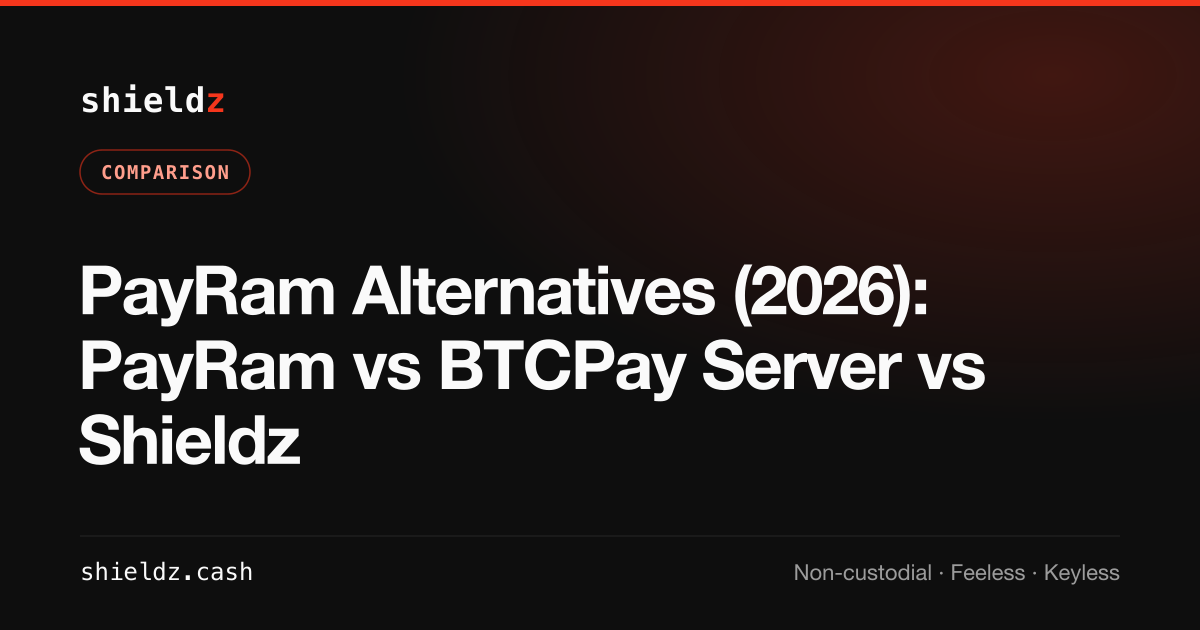 shieldz
COMPARISON
PayRam Alternatives (2026):
PayRam vs BTCPay Server vs
Shieldz
shieldz.cash
Non-custodial · Feeless · Keyless